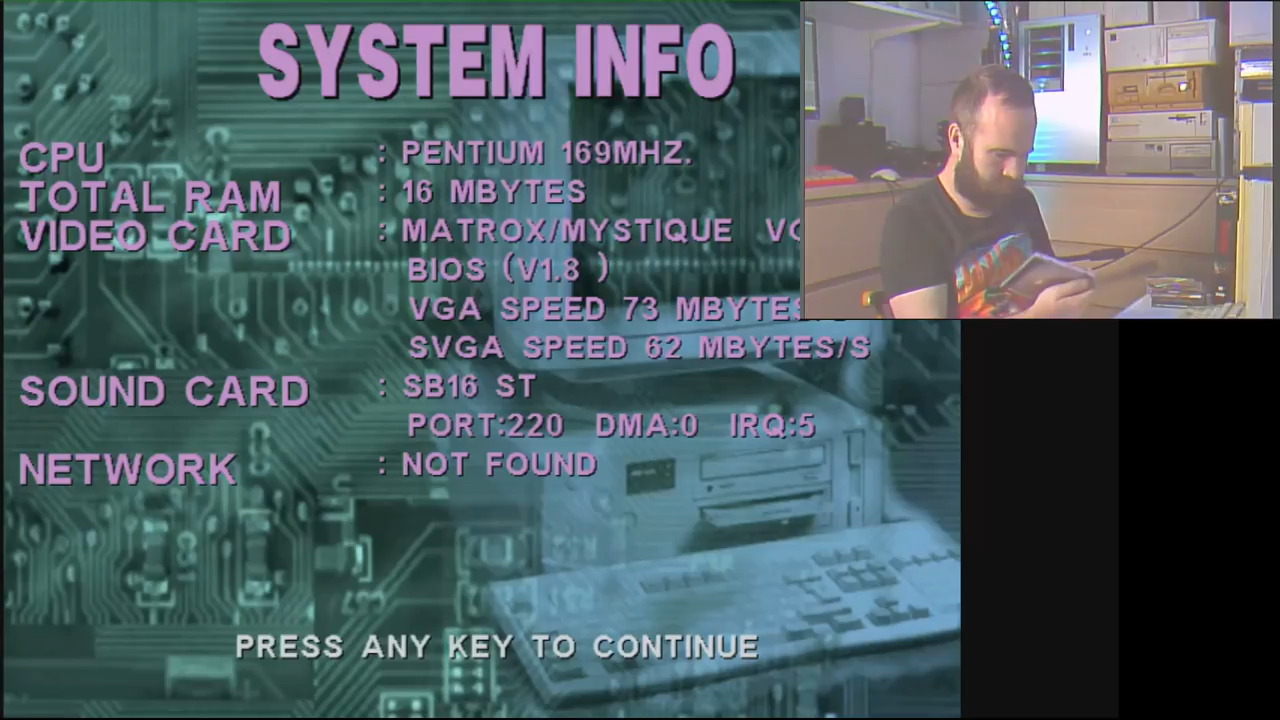 SYSTEM INFO
CPU : PENTIUM 169MHZ.
TOTAL RAM : 16 MBYTES
VIDEO CARD : MATROX/MYSTIQUE
BIOS (V1.8 )
VGA SPEED 73
SVGA SPEED 62 MBYTES/S
SOUND CARD : SB16 ST
PORT:220 DMA:0 IRQ:5
NETWORK : NOT FOUND
PRESS ANY KEY TO CONTINUE